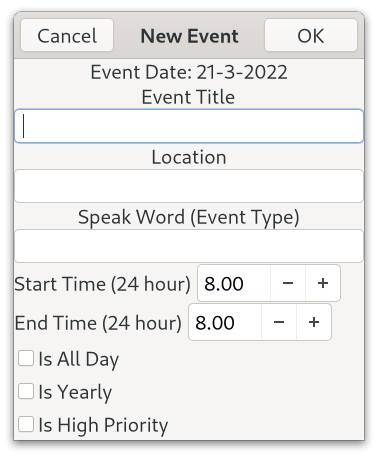 Cancel New Event OK
Event Date: 21-3-2022
Event Title
Location
Speak Word (Event Type)
Start Time (24 hour) 8.00 − +
End Time (24 hour) 8.00 − +
Is All Day
Is Yearly
Is High Priority